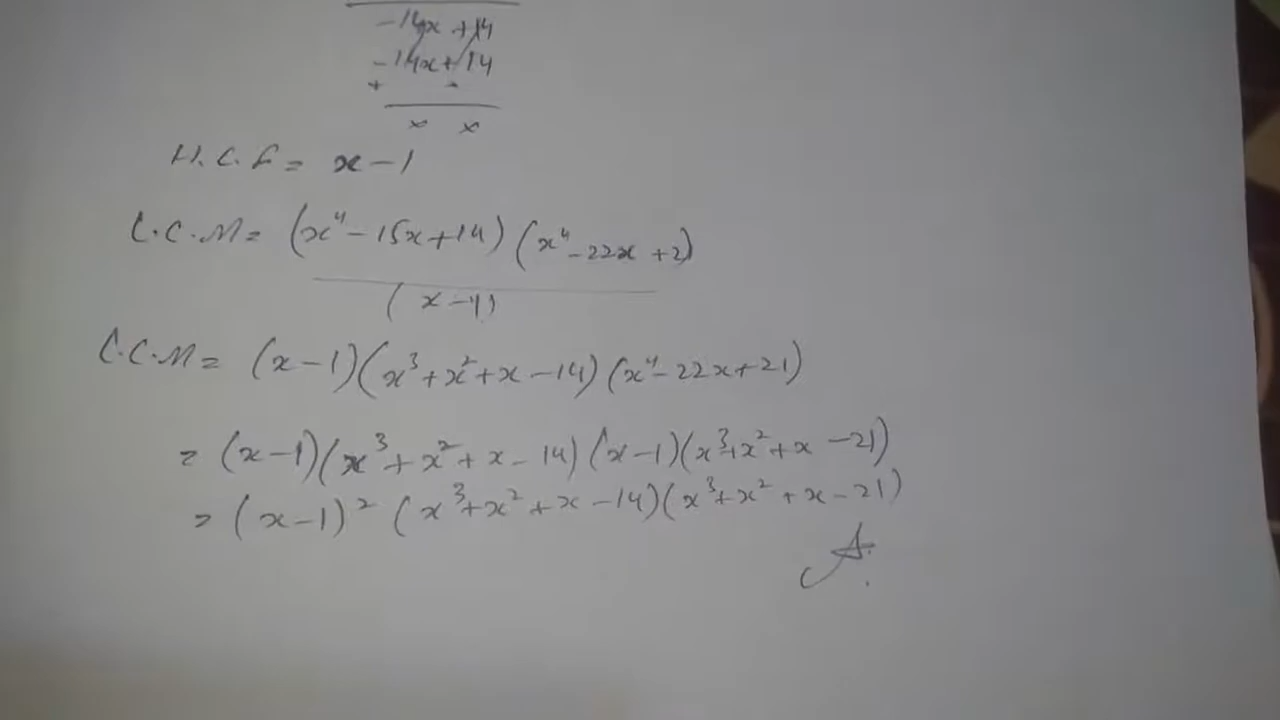 -14x + 14
-14x + 14
+ -
x x
H.C.F = x - 1
L.C.M = (x⁴ - 15x + 14) (x⁴ - 22x + 2)
(x - 1)
L.C.M = (x - 1)(x³ + x² + x - 14) (x⁴ - 22x + 21)
= (x - 1)(x³ + x² + x - 14) (x - 1)(x³ + x² + x - 21)
= (x - 1)² (x³ + x² + x - 14)(x³ + x² + x - 21)